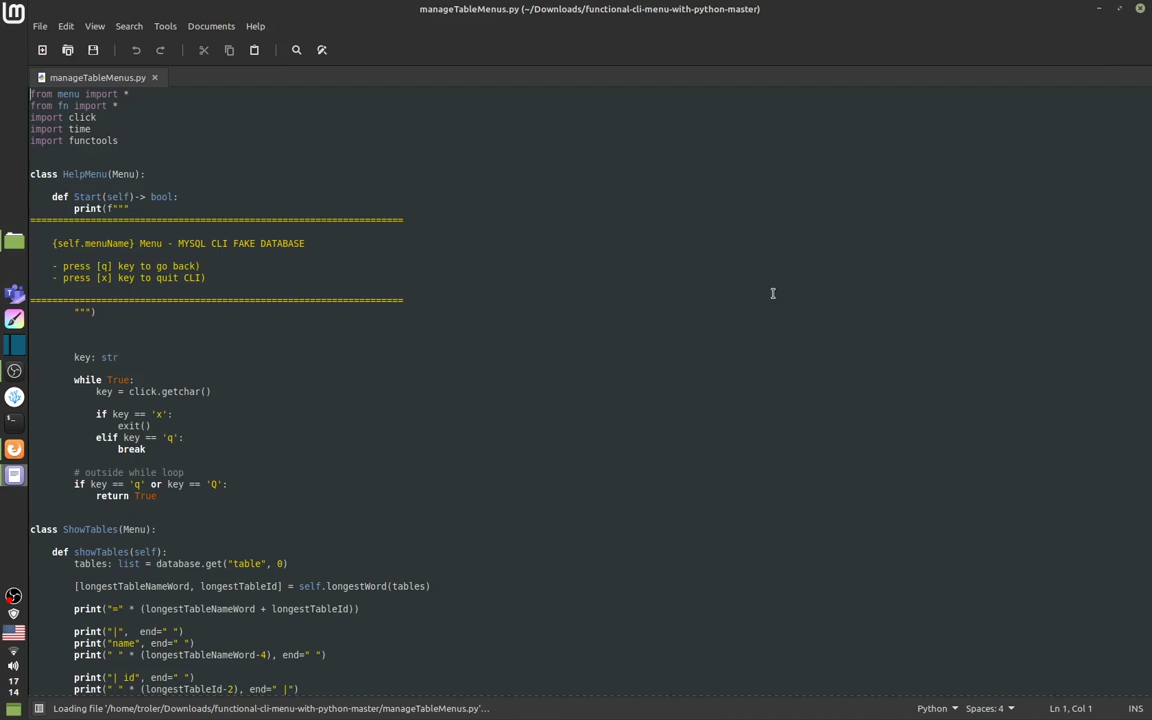 manageTableMenus.py (~/Downloads/functional-cli-menu-with-python-master)
File Edit View Search Tools Documents Help
manageTableMenus.py
from menu import *
from fn import *
import click
import time
import functools
class HelpMenu(Menu):
def Start(self)-> bool:
print(f"""
====================================================================
{self.menuName} Menu - MYSQL CLI FAKE DATABASE
- press [q] key to go back)
- press [x] key to quit CLI)
====================================================================
""")
key: str
while True:
key = click.getchar()
if key == 'x':
exit()
elif key == 'q':
break
# outside while loop
if key == 'q' or key == 'Q':
return True
class ShowTables(Menu):
def showTables(self):
tables: list = database.get("table", 0)
[longestTableNameWord, longestTableId] = self.longestWord(tables)
print("=" * (longestTableNameWord + longestTableId))
print("|",  end=" ")
print("name", end=" ")
print(" " * (longestTableNameWord-4), end=" ")
print("| id", end=" ")
print(" " * (longestTableId-2), end=" |")
17
14
Loading file '/home/troler/Downloads/functional-cli-menu-with-python-master/manageTableMenus.py'…
Python Spaces: 4 Ln 1, Col 1 INS